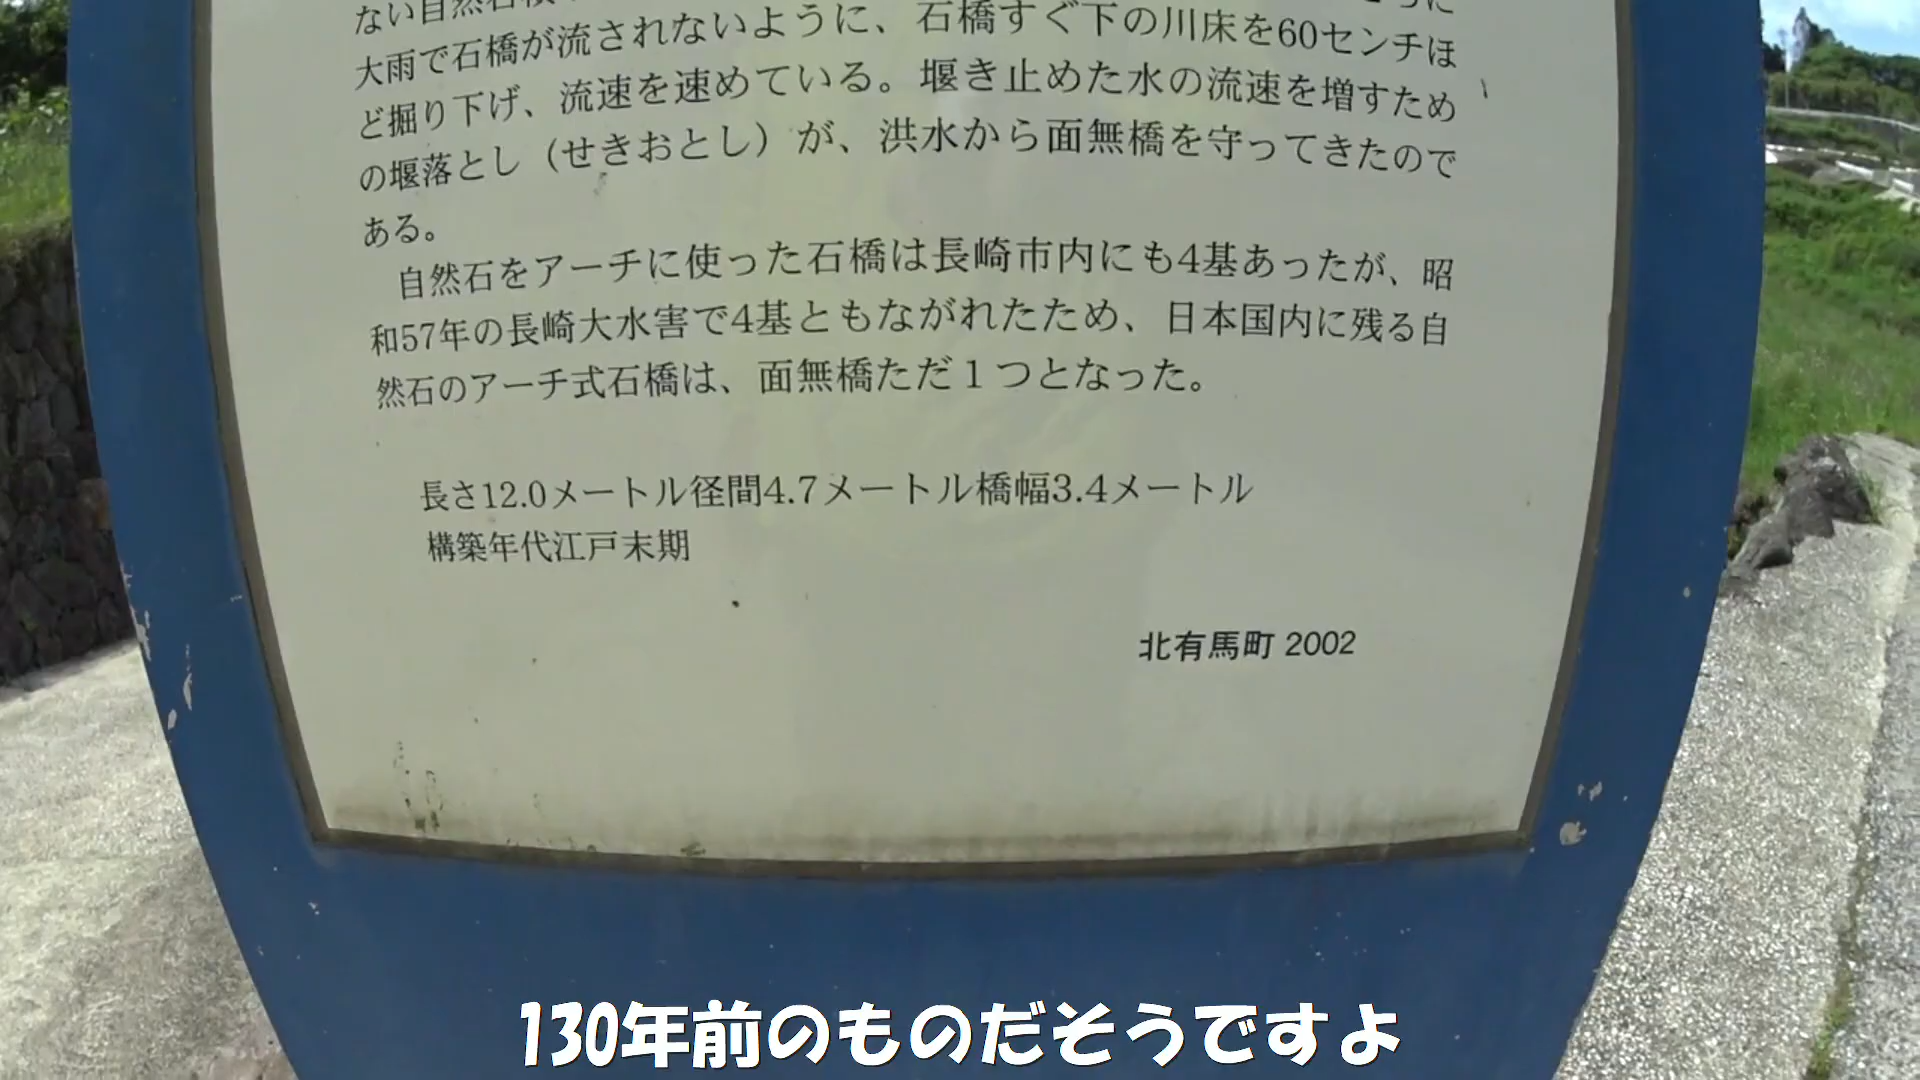 ない自然石積
大雨で石橋が流されないように、石橋すぐ下の川床を60センチほ
ど掘り下げ、流速を速めている。堰き止めた水の流速を増すため
の堰落とし（せきおとし）が、洪水から面無橋を守ってきたので
ある。
自然石をアーチに使った石橋は長崎市内にも4基あったが、昭
和57年の長崎大水害で4基ともながれたため、日本国内に残る自
然石のアーチ式石橋は、面無橋ただ１つとなった。
長さ12.0メートル径間4.7メートル橋幅3.4メートル
構築年代江戸末期
北有馬町 2002
130年前のものだそうですよ